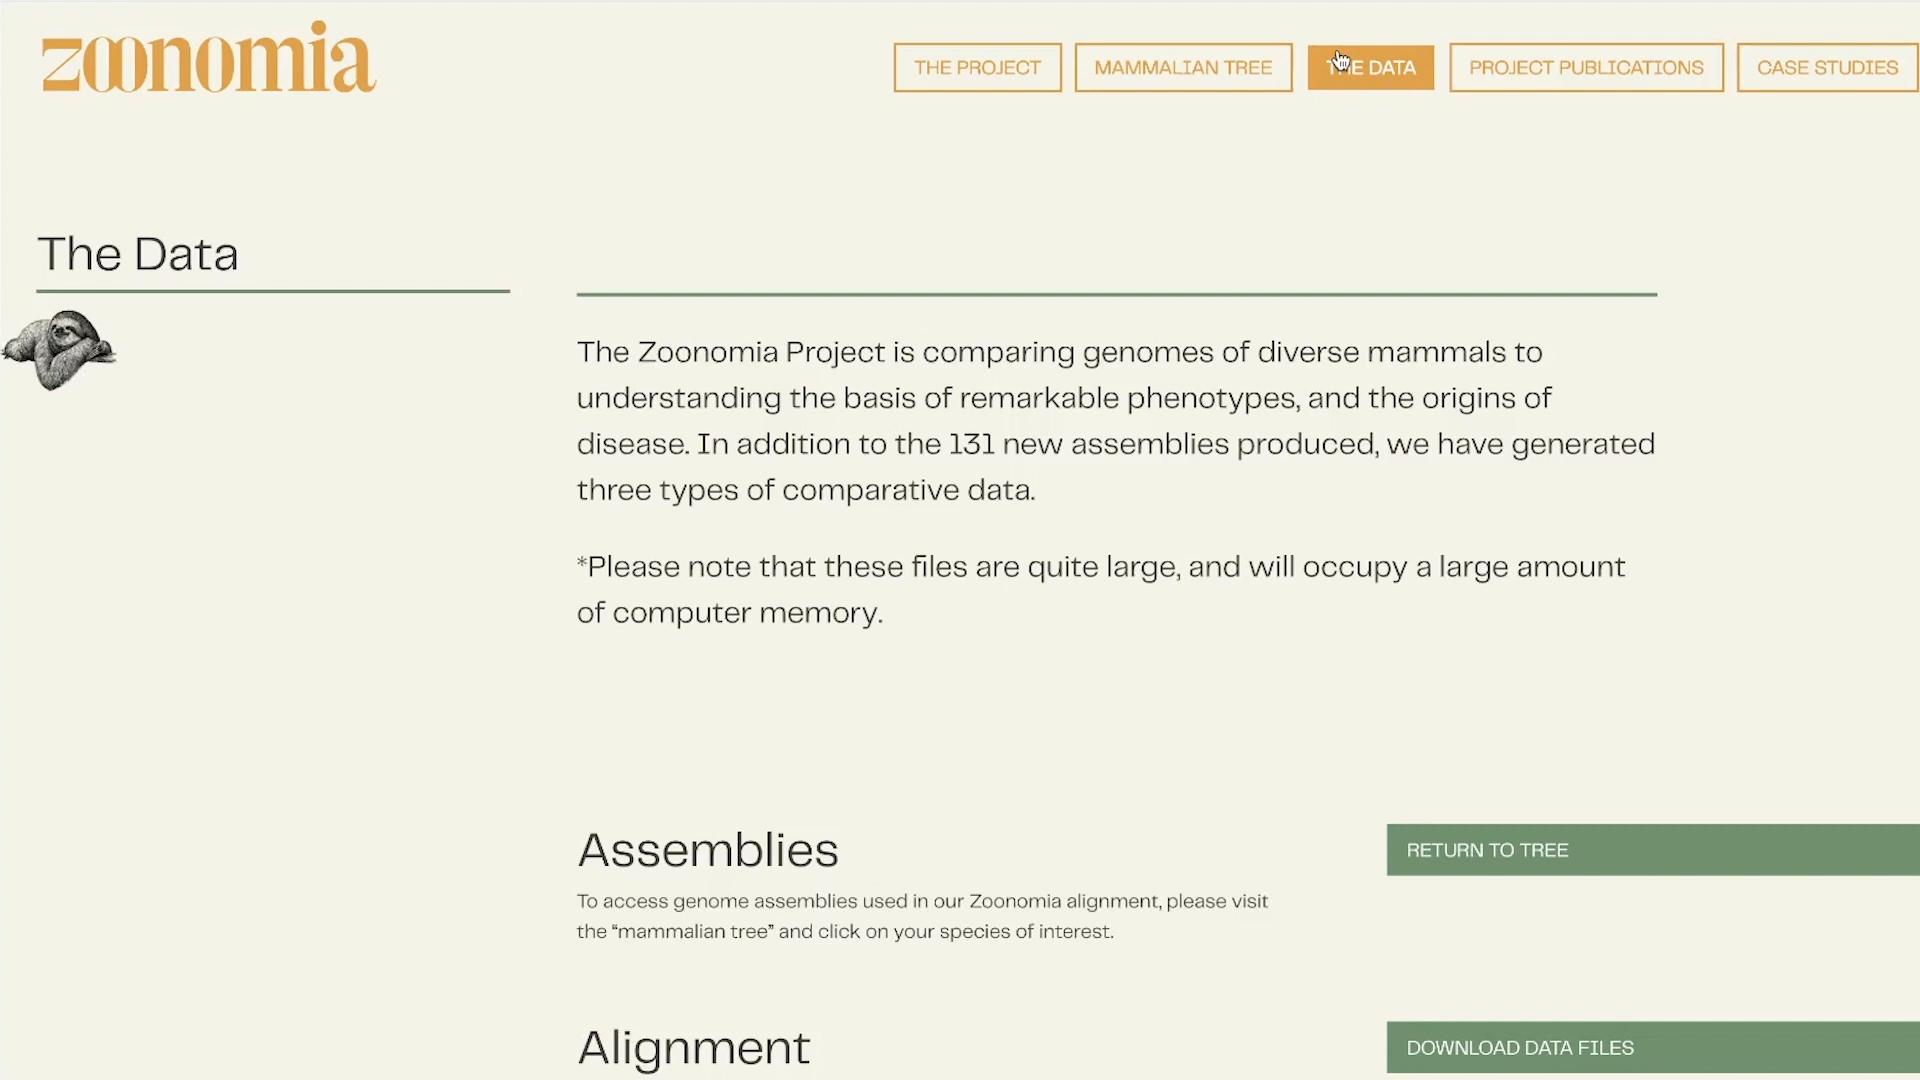 zoonomia
THE PROJECT
MAMMALIAN TREE
THE DATA
PROJECT PUBLICATIONS
CASE STUDIES
The Data
The Zoonomia Project is comparing genomes of diverse mammals to
understanding the basis of remarkable phenotypes, and the origins of
disease. In addition to the 131 new assemblies produced, we have generated
three types of comparative data.
*Please note that these files are quite large, and will occupy a large amount
of computer memory.
Assemblies
RETURN TO TREE
To access genome assemblies used in our Zoonomia alignment, please visit
the “mammalian tree” and click on your species of interest.
Alignment
DOWNLOAD DATA FILES